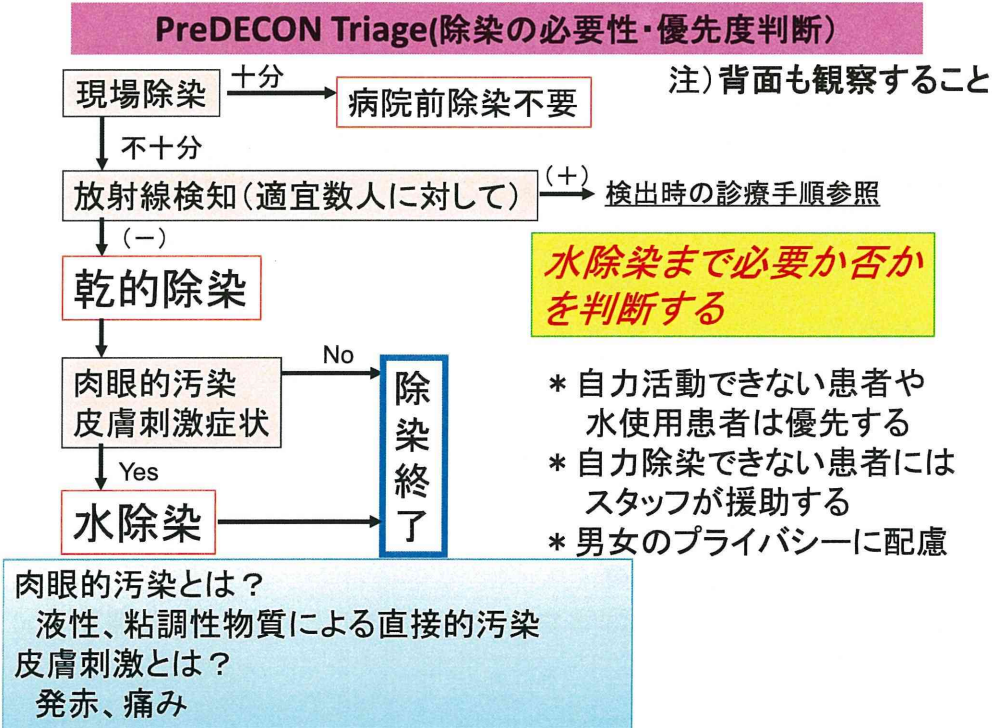 PreDECON Triage(除染の必要性・優先度判断)
注)背面も観察すること
現場除染
十分
病院前除染不要
不十分
放射線検知(適宜数人に対して)
(+)
検出時の診療手順参照
(-)
乾的除染
水除染まで必要か否か
を判断する
肉眼的汚染
皮膚刺激症状
No
除
染
終
了
Yes
水除染
*自力活動できない患者や
水使用患者は優先する
*自力除染できない患者には
スタッフが援助する
*男女のプライバシーに配慮
肉眼的汚染とは?
液性、粘調性物質による直接的汚染
皮膚刺激とは?
発赤、痛み